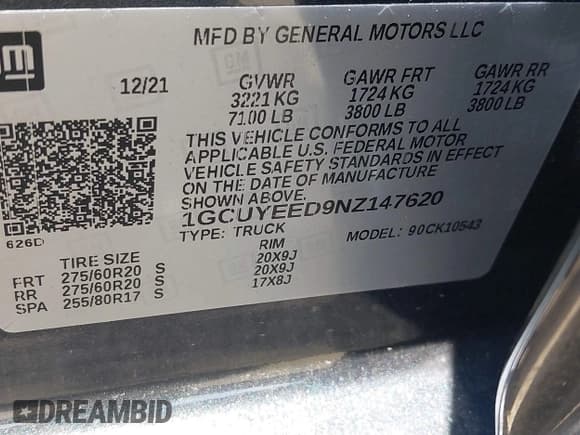 gm
MFD BY GENERAL MOTORS LLC
12/21
GVWR GAWR FRT GAWR RR
3221 KG 1724 KG 1724 KG
7100 LB 3800 LB 3800 LB
THIS VEHICLE CONFORMS TO ALL
APPLICABLE U.S. FEDERAL MOTOR
VEHICLE SAFETY STANDARDS IN EFFECT
ON THE DATE OF MANUFACTURE
SHOWN ABOVE.
1GCUYEED9NZ147620
626D
TYPE: TRUCK MODEL: 90CK10543
TIRE SIZE RIM
FRT 275/60R20 S 20X9J
RR 275/60R20 S 20X9J
SPA 255/80R17 S 17X8J
DREAMBID